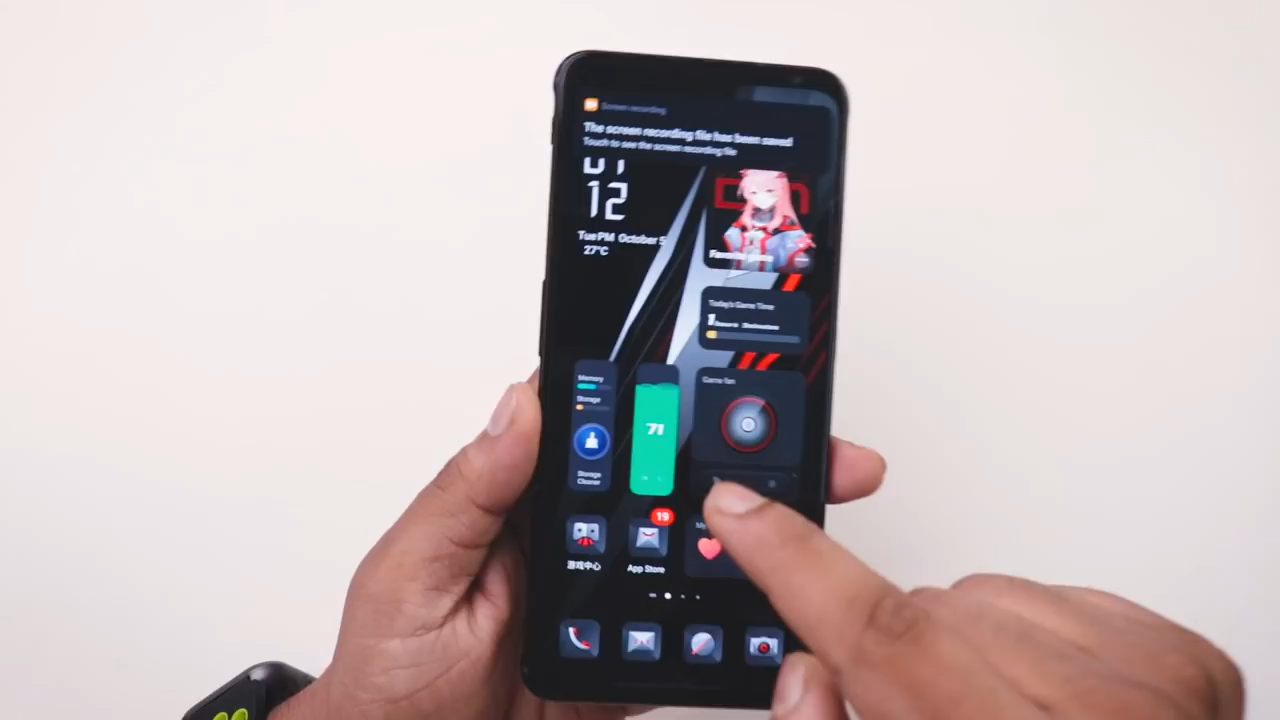 Screen recording
The screen recording file has been saved
Touch to see the screen recording file
12
Tue PM October 5
27°C
Today's Game Time
1
Memory
Storage
Game fan
71
Storage
Cleaner
19
My
游戏中心
App Store